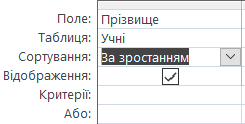 Поле: Прізвище
Таблиця: Учні
Сортування: За зростанням
Відображення:
Критерії:
Або: